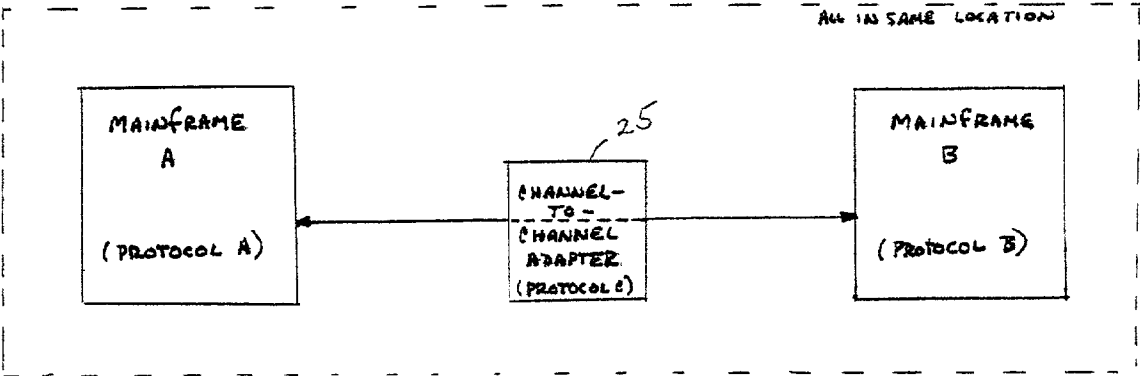 ALL IN SAME LOCATION
MAINFRAME
A
(PROTOCOL A)
25
CHANNEL-
TO-
CHANNEL
ADAPTER
(PROTOCOL C)
MAINFRAME
B
(PROTOCOL B)